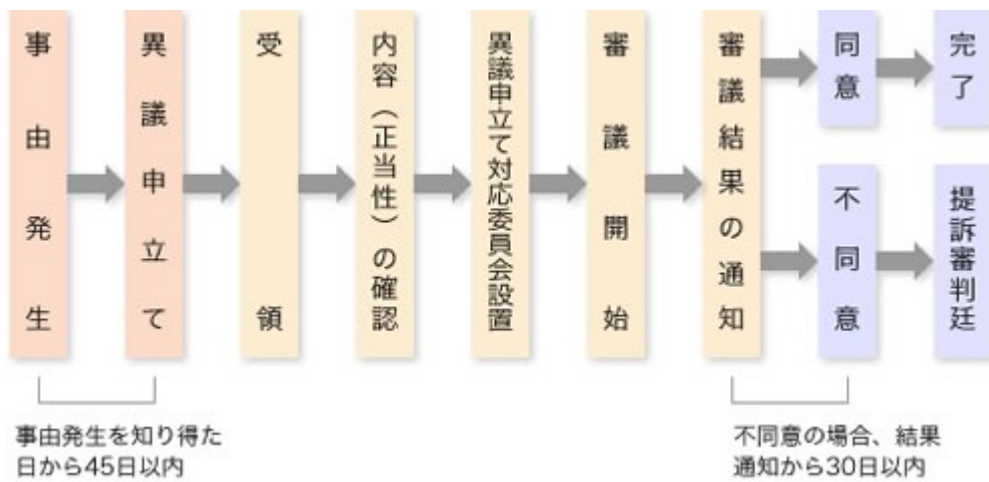 事由発生
異議申立て
受領
内容（正当性）の確認
異議申立て対応委員会設置
審議開始
審議結果の通知
同意
完了
不同意
提訴審判廷
事由発生を知り得た
日から45日以内
不同意の場合、結果
通知から30日以内